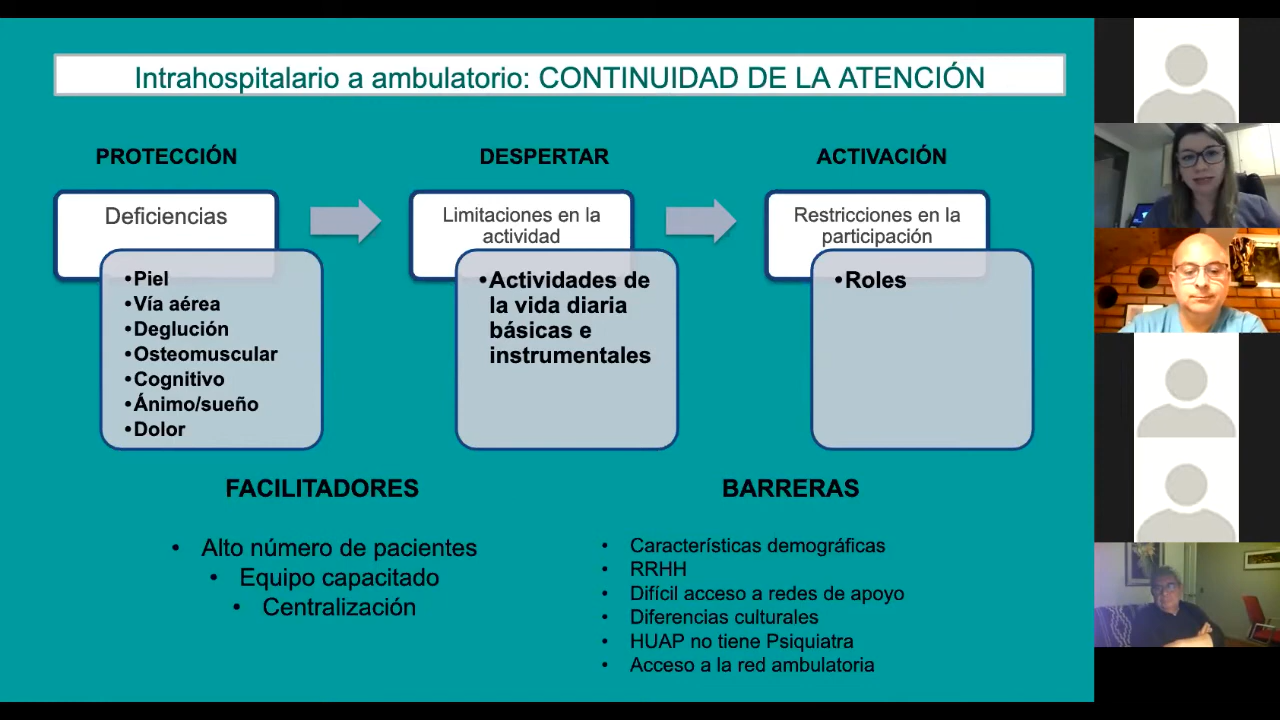 Intrahospitalario a ambulatorio: CONTINUIDAD DE LA ATENCIÓN
PROTECCIÓN
Deficiencias
•Piel
•Vía aérea
•Deglución
•Osteomuscular
•Cognitivo
•Ánimo/sueño
•Dolor
DESPERTAR
Limitaciones en la
actividad
•Actividades de
la vida diaria
básicas e
instrumentales
ACTIVACIÓN
Restricciones en la
participación
•Roles
FACILITADORES
• Alto número de pacientes
• Equipo capacitado
• Centralización
BARRERAS
• Características demográficas
• RRHH
• Difícil acceso a redes de apoyo
• Diferencias culturales
• HUAP no tiene Psiquiatra
• Acceso a la red ambulatoria